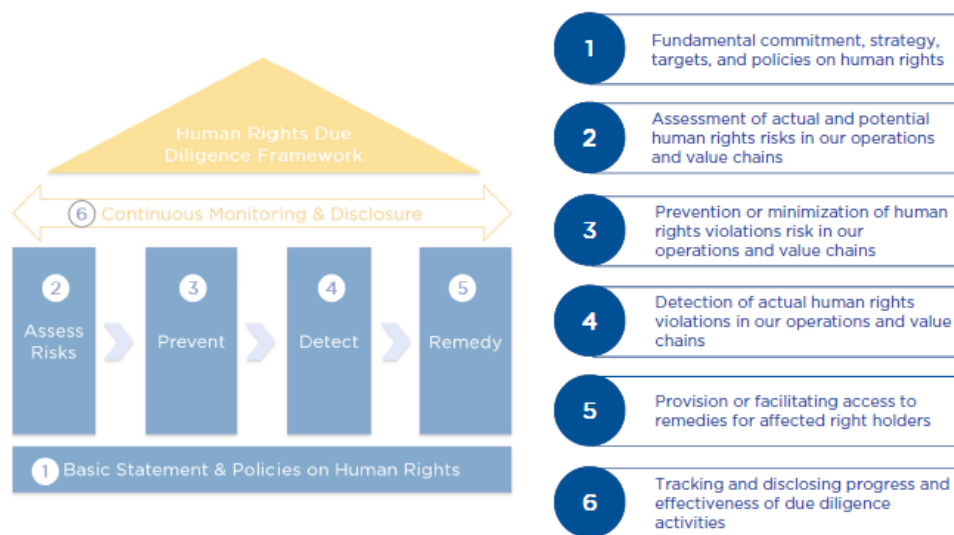 Human Rights Due
Diligence Framework
6 Continuous Monitoring & Disclosure
2
Assess
Risks
3
Prevent
4
Detect
5
Remedy
1 Basic Statement & Policies on Human Rights
1
Fundamental commitment, strategy,
targets, and policies on human rights
2
Assessment of actual and potential
human rights risks in our operations
and value chains
3
Prevention or minimization of human
rights violations risk in our
operations and value chains
4
Detection of actual human rights
violations in our operations and value
chains
5
Provision or facilitating access to
remedies for affected right holders
6
Tracking and disclosing progress and
effectiveness of due diligence
activities